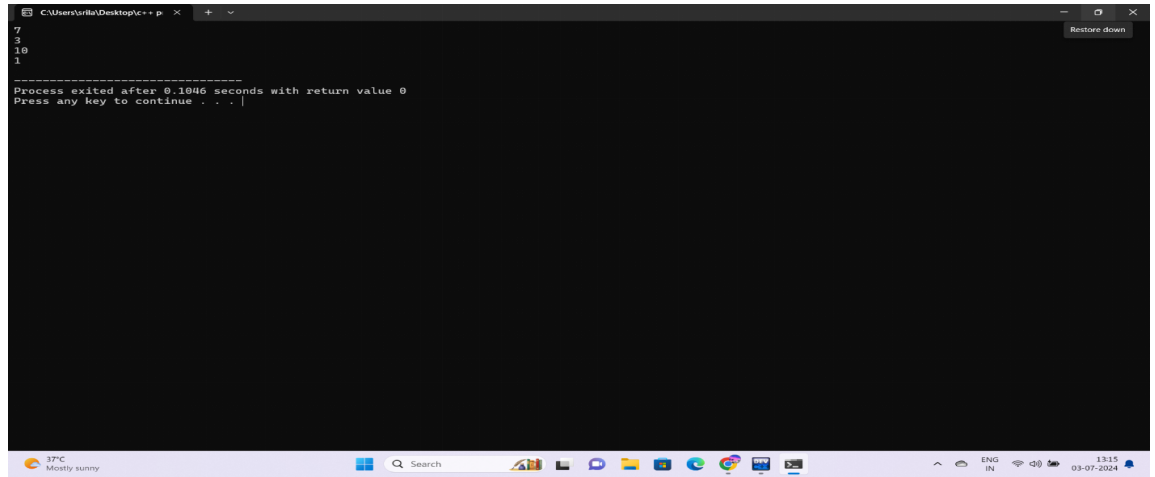 C:\Users\srila\Desktop\c++ p
Restore down
7
3
10
1
--------------------------------
Process exited after 0.1046 seconds with return value 0
Press any key to continue . . .
37°C
Mostly sunny
Search
DEV
ENG
IN
13:15
03-07-2024